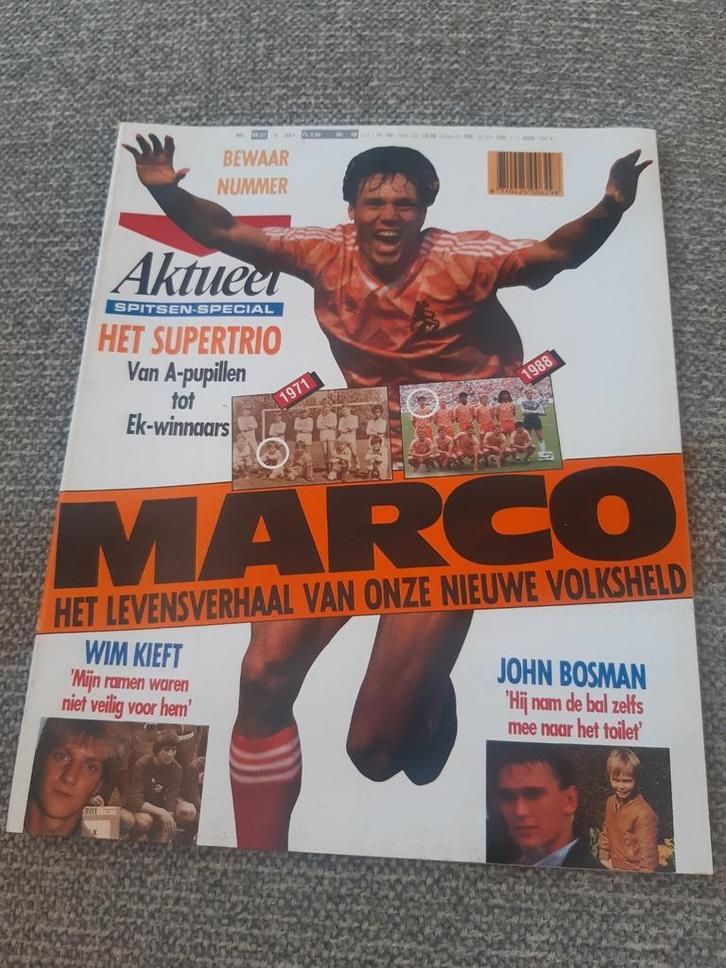 BEWAAR
NUMMER
Aktueel
SPITSEN-SPECIAL
HET SUPERTRIO
Van A-pupillen
tot
Ek-winnaars
1971
1988
MARCO
HET LEVENSVERHAAL VAN ONZE NIEUWE VOLKSHELD
WIM KIEFT
'Mijn ramen waren
niet veilig voor hem'
JOHN BOSMAN
'Hij nam de bal zelfs
mee naar het toilet'